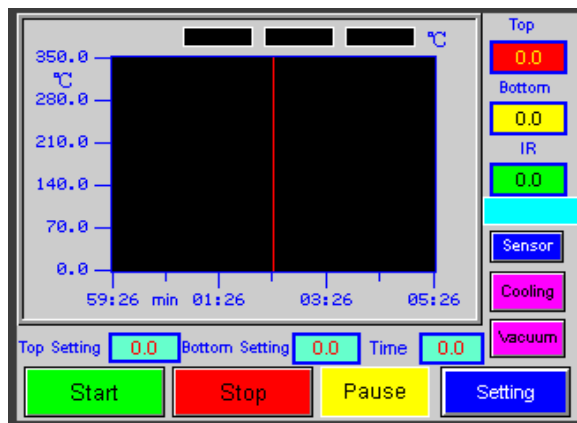 ℃
350.0
℃
280.0
210.0
140.0
70.0
0.0
59:26 min 01:26 03:26 05:26
Top
0.0
Bottom
0.0
IR
0.0
Sensor
Cooling
Vacuum
Top Setting 0.0 Bottom Setting 0.0 Time 0.0
Start Stop Pause Setting